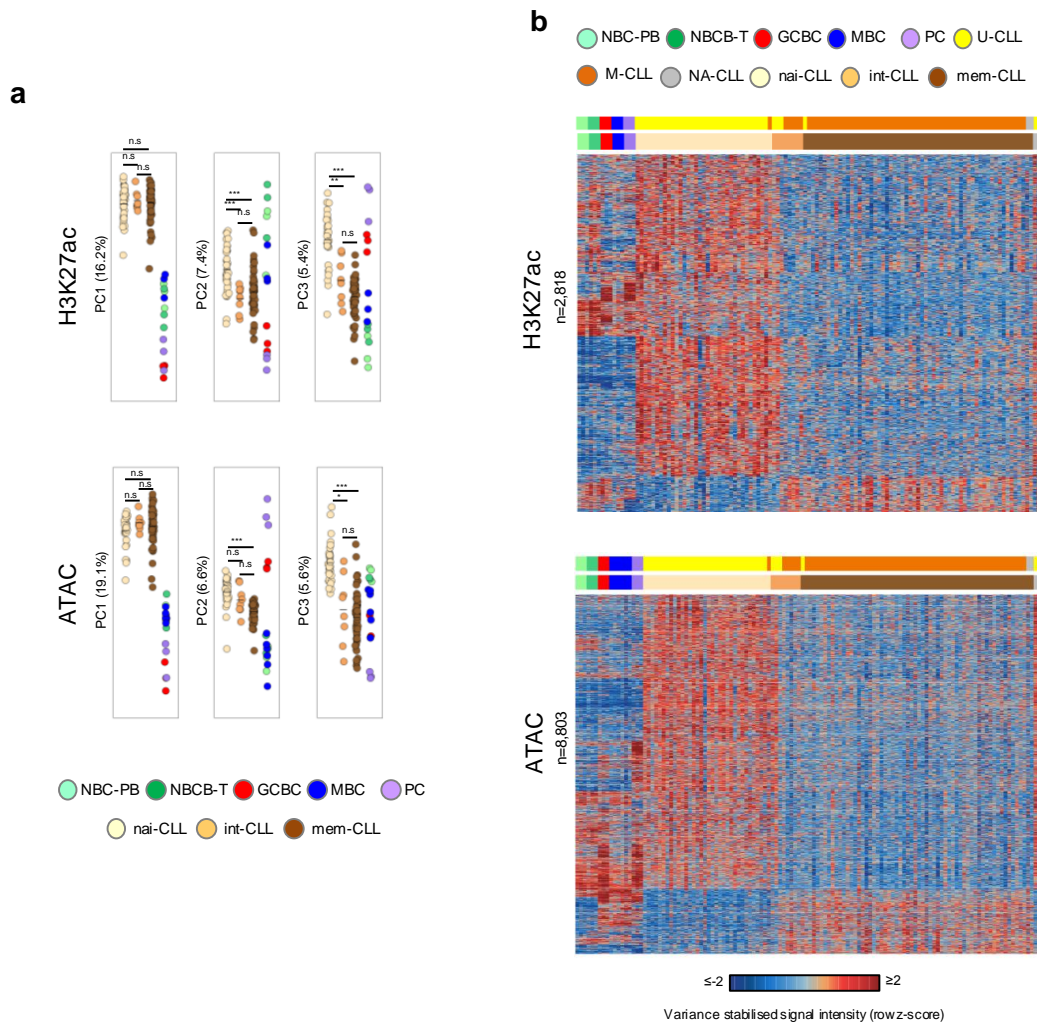 a
H3K27ac
PC1 (16.2%)
n.s
n.s
n.s
PC2 (7.4%)
***
***
n.s
PC3 (5.4%)
***
**
n.s
ATAC
PC1 (19.1%)
n.s
n.s
n.s
PC2 (6.6%)
***
n.s
n.s
PC3 (5.6%)
***
*
n.s
NBC-PB NBCB-T GCBC MBC PC
nai-CLL int-CLL mem-CLL
b
NBC-PB NBCB-T GCBC MBC PC U-CLL
M-CLL NA-CLL nai-CLL int-CLL mem-CLL
H3K27ac
n=2,818
ATAC
n=8,803
≤-2 ≥2
Variance stabilised signal intensity (rowz-score)